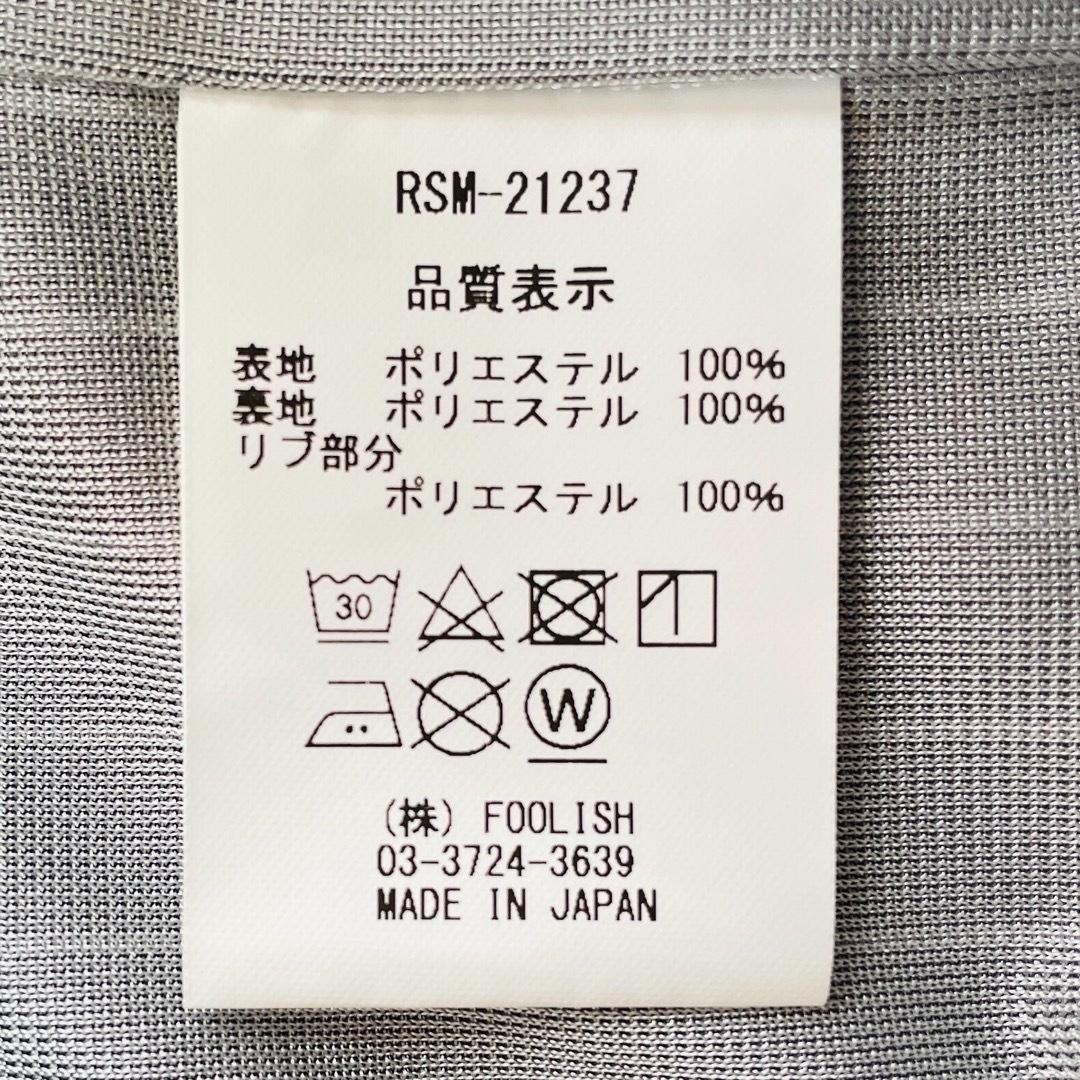 RSM-21237
品質表示
表地 ポリエステル 100%
裏地 ポリエステル 100%
リブ部分
ポリエステル 100%
30
W
(株) FOOLISH
03-3724-3639
MADE IN JAPAN